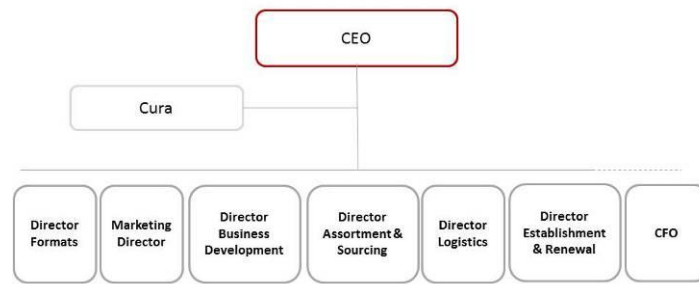 CEO
Cura
Director
Formats
Marketing
Director
Director
Business
Development
Director
Assortment &
Sourcing
Director
Logistics
Director
Establishment
& Renewal
CFO